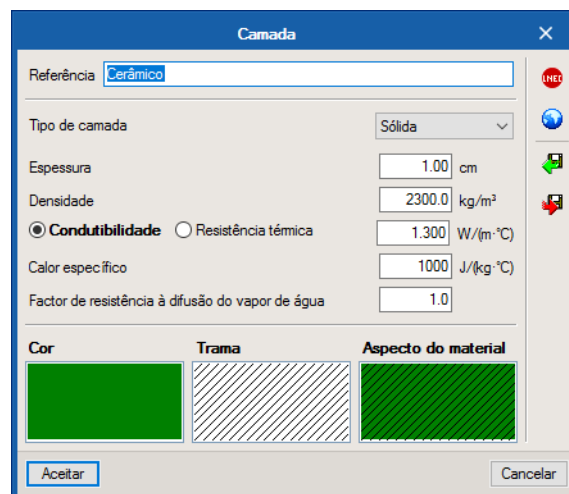 Camada
Referência Cerâmico
LNEC
Tipo de camada Sólida
Espessura 1.00 cm
Densidade 2300.0 kg/m³
Condutibilidade Resistência térmica 1.300 W/(m·°C)
Calor específico 1000 J/(kg·°C)
Factor de resistência à difusão do vapor de água 1.0
Cor Trama Aspecto do material
Aceitar Cancelar